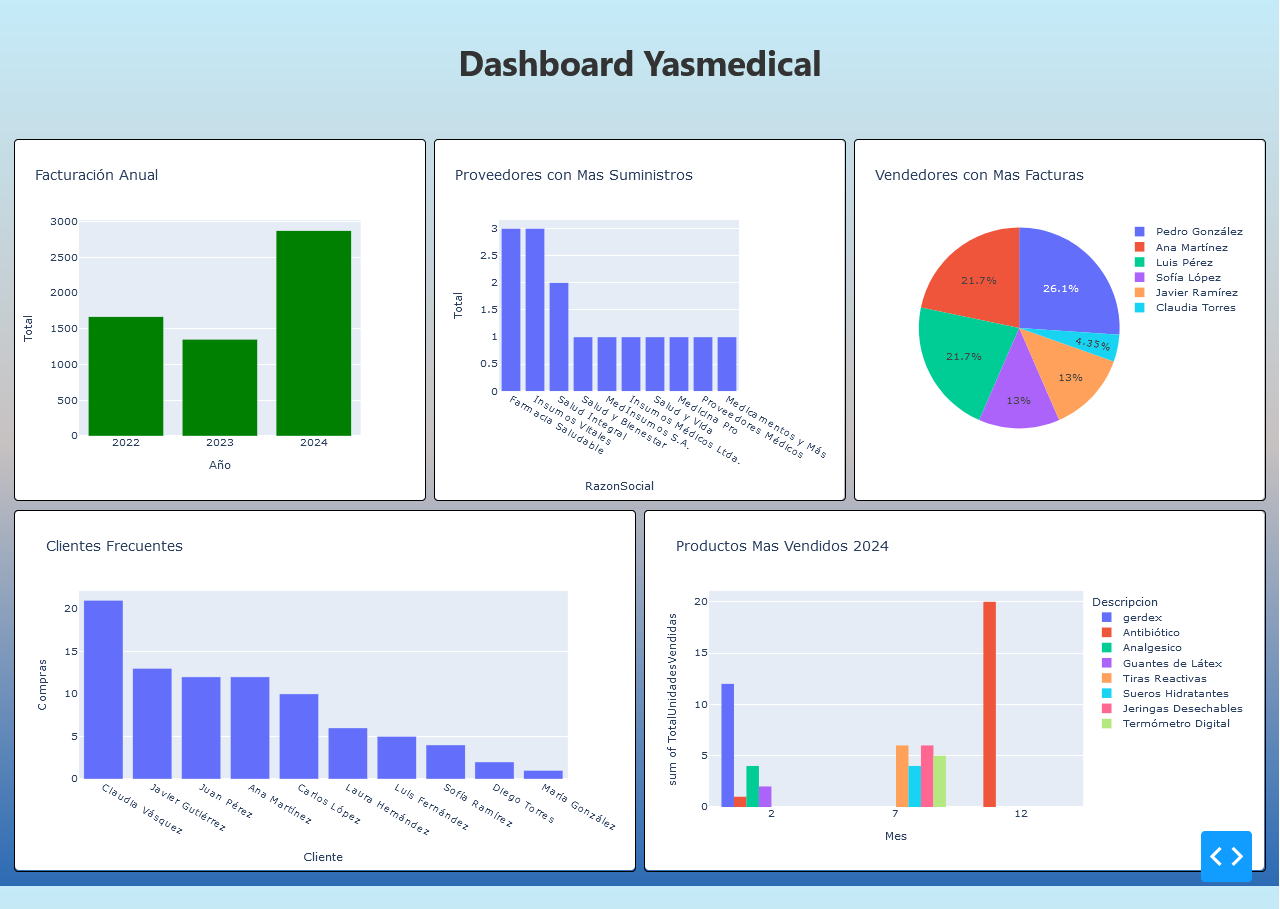 Dashboard Yasmedical
Facturación Anual
3000
2500
2000
1500
1000
500
0
Total
2022 2023 2024
Año
Proveedores con Mas Suministros
3
2.5
2
1.5
1
0.5
0
Total
Farmacia Saludable
Insumos Vitales
Salud Integral
Salud y Bienestar
MedInsumos S.A.
Insumos Médicos Ltda.
Salud y Vida
Medicina Pro
Proveedores Médicos
Medicamentos y Más
RazonSocial
Vendedores con Mas Facturas
26.1%
21.7%
21.7%
13%
13%
4.35%
Pedro González
Ana Martínez
Luis Pérez
Sofía López
Javier Ramírez
Claudia Torres
Clientes Frecuentes
20
15
10
5
0
Compras
Claudia Vásquez
Javier Gutiérrez
Juan Pérez
Ana Martínez
Carlos López
Laura Hernández
Luis Fernández
Sofía Ramírez
Diego Torres
María González
Cliente
Productos Mas Vendidos 2024
20
15
10
5
0
sum of TotalUnidadesVendidas
2 7 12
Mes
Descripcion
gerdex
Antibiótico
Analgesico
Guantes de Látex
Tiras Reactivas
Sueros Hidratantes
Jeringas Desechables
Termómetro Digital